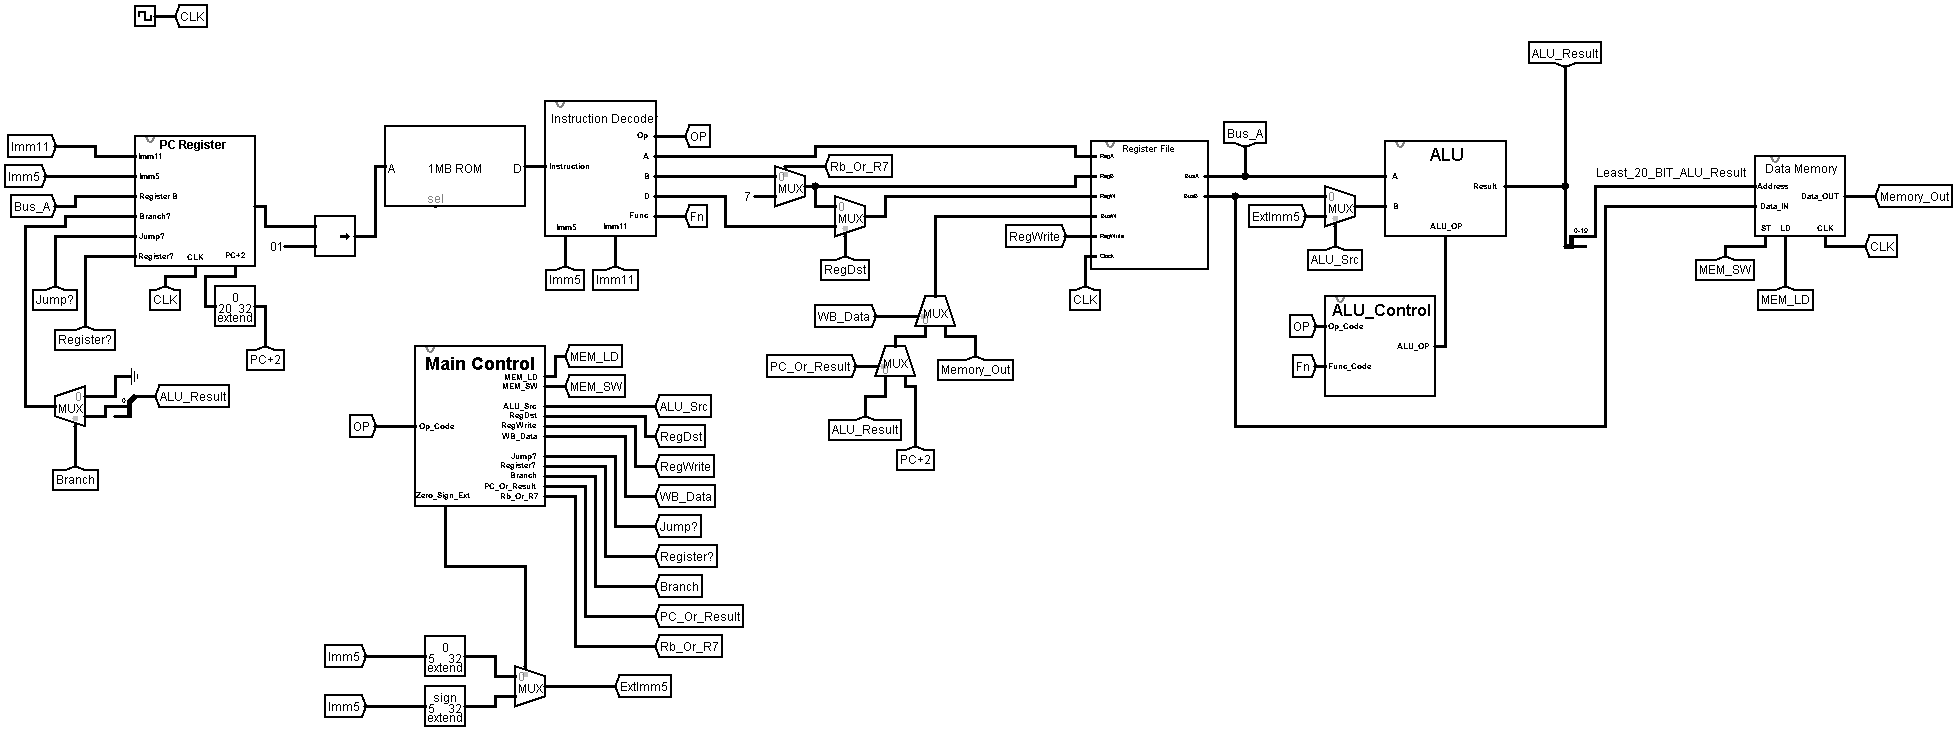 CLK
ALU_Result
PC Register
Imm11
Imm11
Imm5
Imm5
Bus_A
Register B
Branch?
Jump?
Register?
CLK
PC+2
Jump?
Register?
CLK
0
20 32
extend
PC+2
01
A
1MB ROM
D
sel
Instruction Decoder
Instruction
Op
A
B
D
Func
Imm5
Imm11
OP
Fn
Imm5
Imm11
Rb_Or_R7
0
MUX
7
0
MUX
RegDst
Register File
RegA
RegB
RegW
BusW
RegWrite
Clock
BusA
BusB
RegWrite
CLK
Bus_A
ExtImm5
0
MUX
ALU_Src
ALU
A
B
Result
ALU_OP
ALU_Control
OP
Op_Code
ALU_OP
Fn
Func_Code
0-19
Least_20_BIT_ALU_Result
Data Memory
Address
Data_OUT
Data_IN
ST LD CLK
Memory_Out
MEM_SW
MEM_LD
CLK
WB_Data
MUX
0
PC_Or_Result
MUX
0
Memory_Out
ALU_Result
PC+2
0
MUX
0
ALU_Result
Branch
Main Control
OP
Op_Code
Zero_Sign_Ext
MEM_LD
MEM_SW
ALU_Src
RegDst
RegWrite
WB_Data
Jump?
Register?
Branch
PC_Or_Result
Rb_Or_R7
MEM_LD
MEM_SW
ALU_Src
RegDst
RegWrite
WB_Data
Jump?
Register?
Branch
PC_Or_Result
Rb_Or_R7
Imm5
0
5 32
extend
Imm5
sign
5 32
extend
0
MUX
ExtImm5